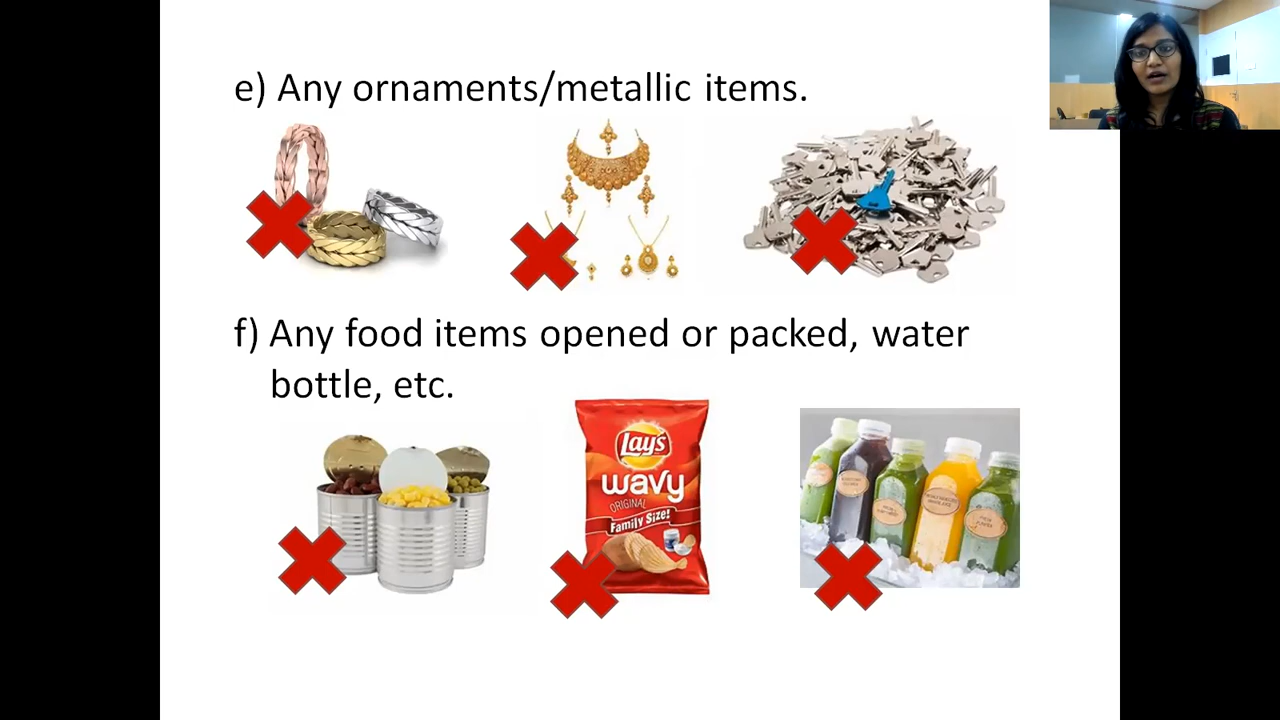 e) Any ornaments/metallic items.
f) Any food items opened or packed, water
bottle, etc.
Lay's
wavy
ORIGINAL
Family Size!